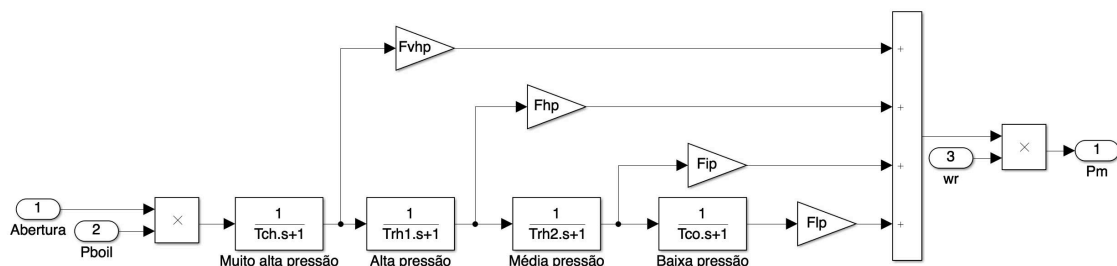 Fvhp
+
Fhp
+
Fip
+
Flp
+
1
Abertura
2
Pboil
×
1
Tch.s+1
Muito alta pressão
1
Trh1.s+1
Alta pressão
1
Trh2.s+1
Média pressão
1
Tco.s+1
Baixa pressão
3
wr
×
1
Pm